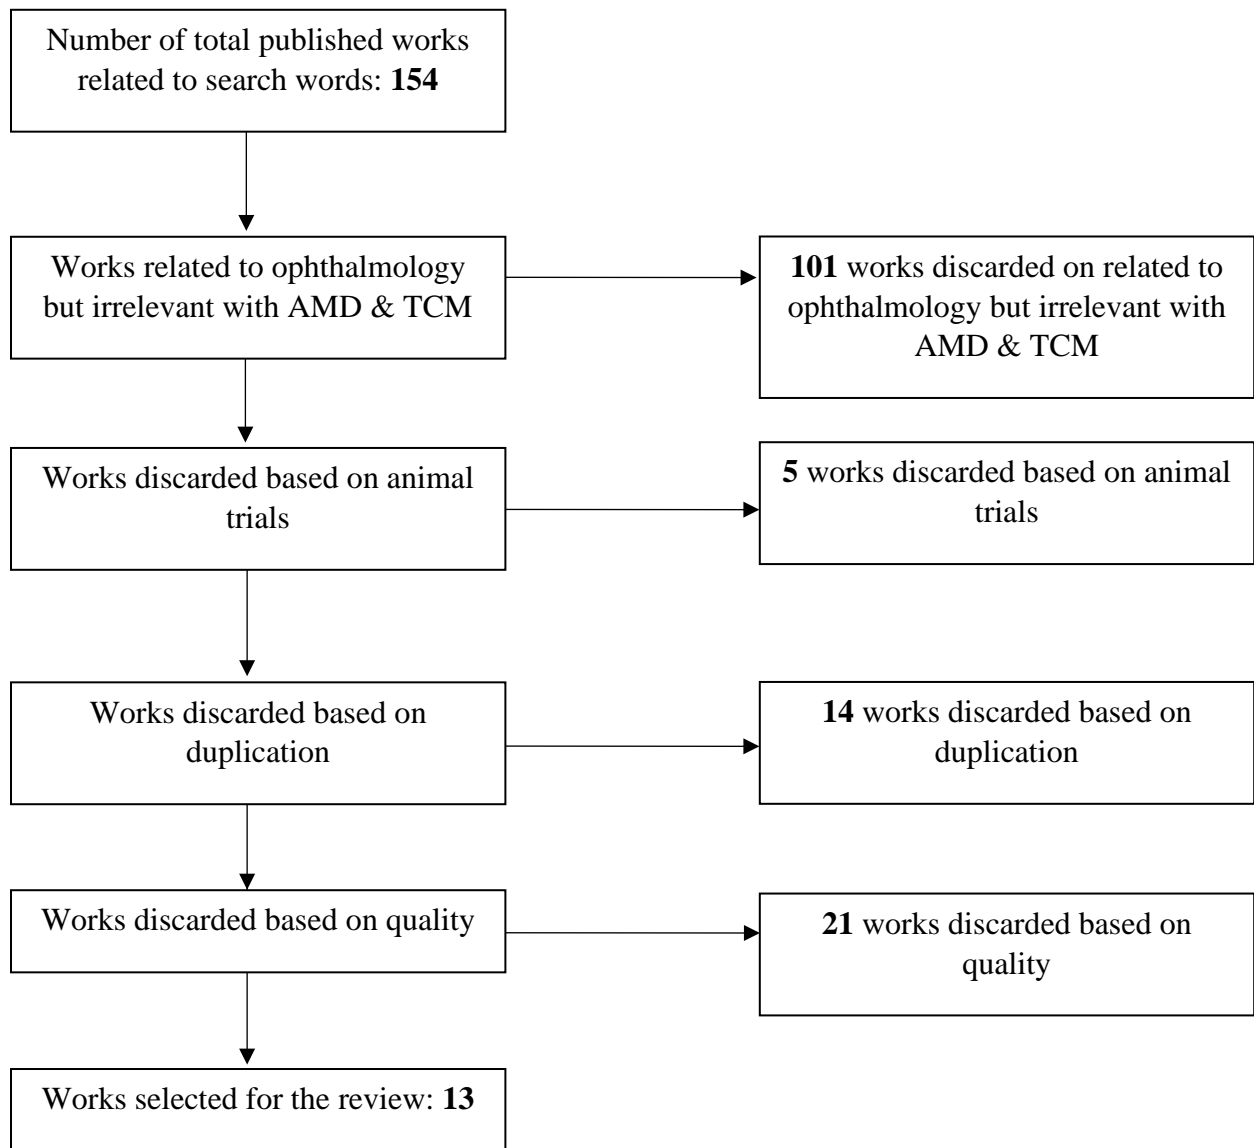 Number of total published works
related to search words: 154
Works related to ophthalmology
but irrelevant with AMD & TCM
101 works discarded on related to
ophthalmology but irrelevant with
AMD & TCM
Works discarded based on animal
trials
5 works discarded based on animal
trials
Works discarded based on
duplication
14 works discarded based on
duplication
Works discarded based on quality
21 works discarded based on
quality
Works selected for the review: 13